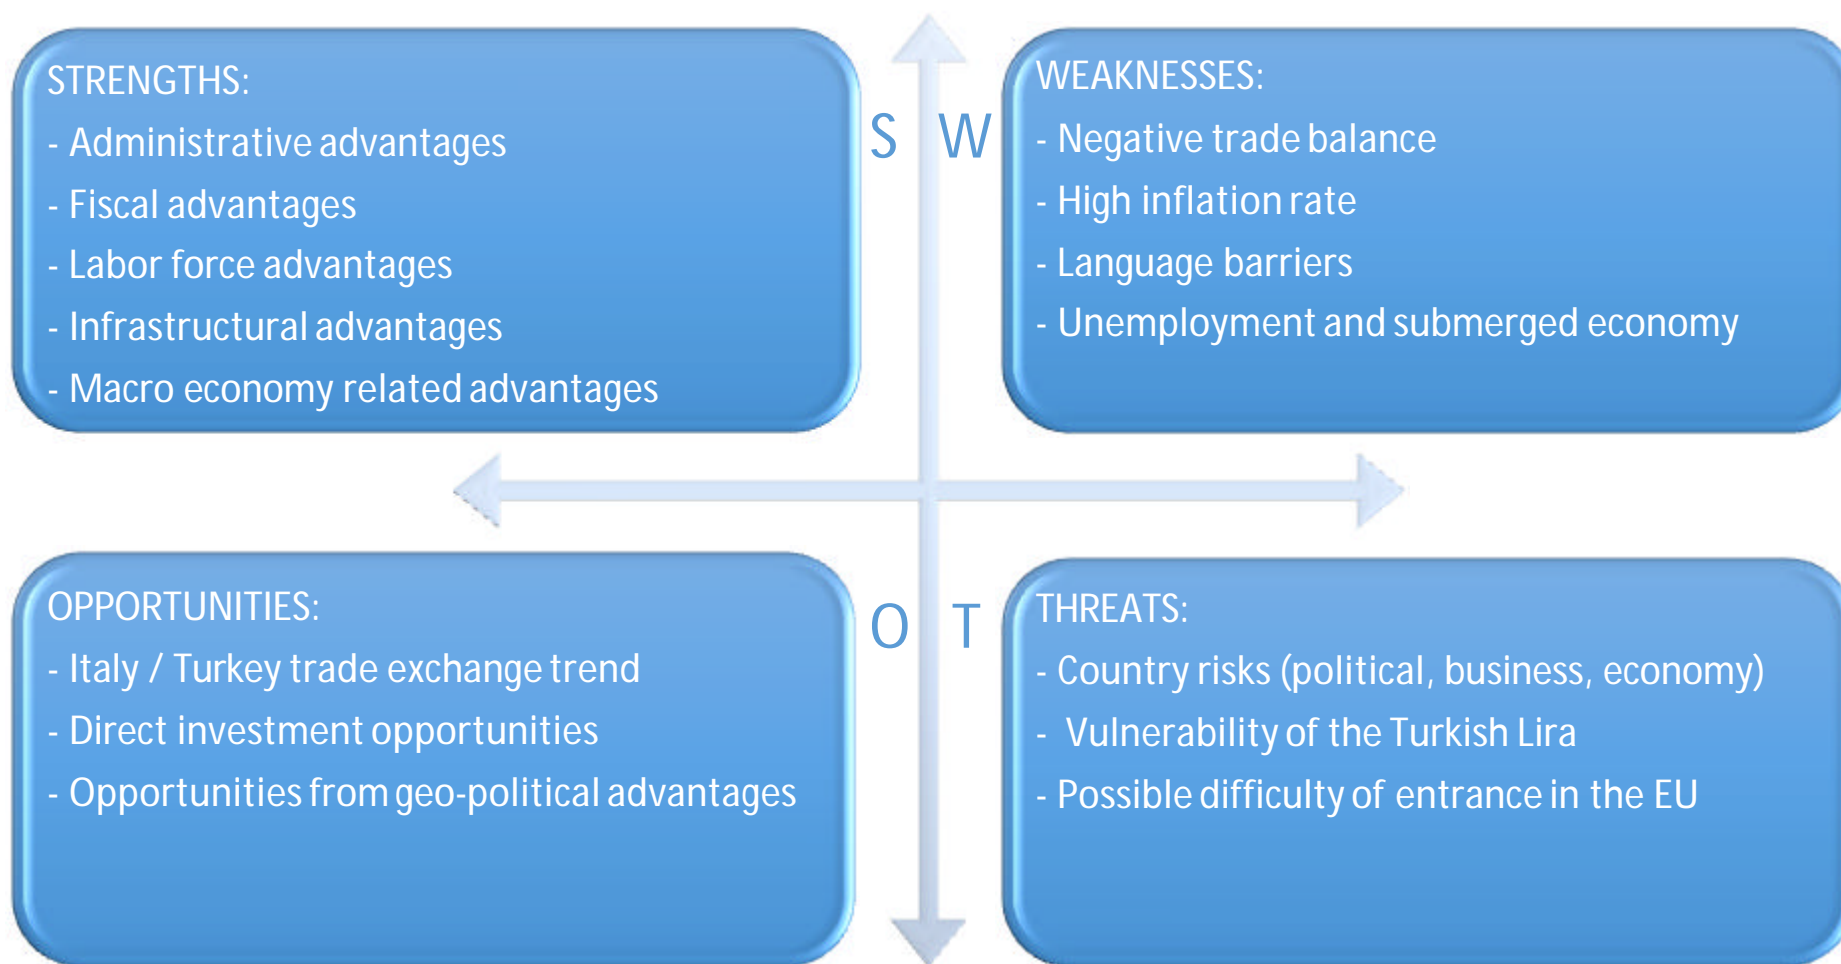 STRENGTHS:
- Administrative advantages
- Fiscal advantages
- Labor force advantages
- Infrastructural advantages
- Macro economy related advantages
S W
WEAKNESSES:
- Negative trade balance
- High inflation rate
- Language barriers
- Unemployment and submerged economy
OPPORTUNITIES:
- Italy / Turkey trade exchange trend
- Direct investment opportunities
- Opportunities from geo-political advantages
O T
THREATS:
- Country risks (political, business, economy)
- Vulnerability of the Turkish Lira
- Possible difficulty of entrance in the EU